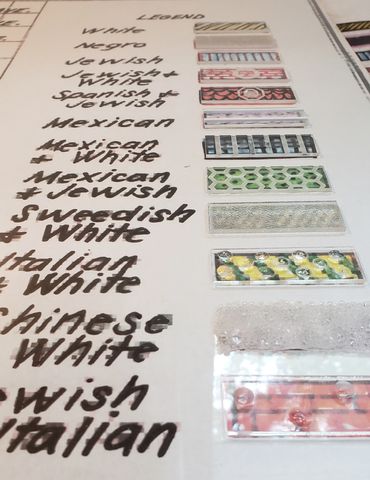 LEGEND
White
Negro
Jewish
Jewish +
White
Spanish &
Jewish
Mexican
Mexican
& White
Mexican
& Jewish
Sweedish
& White
Italian
& White
Chinese
White
ewish
Italian